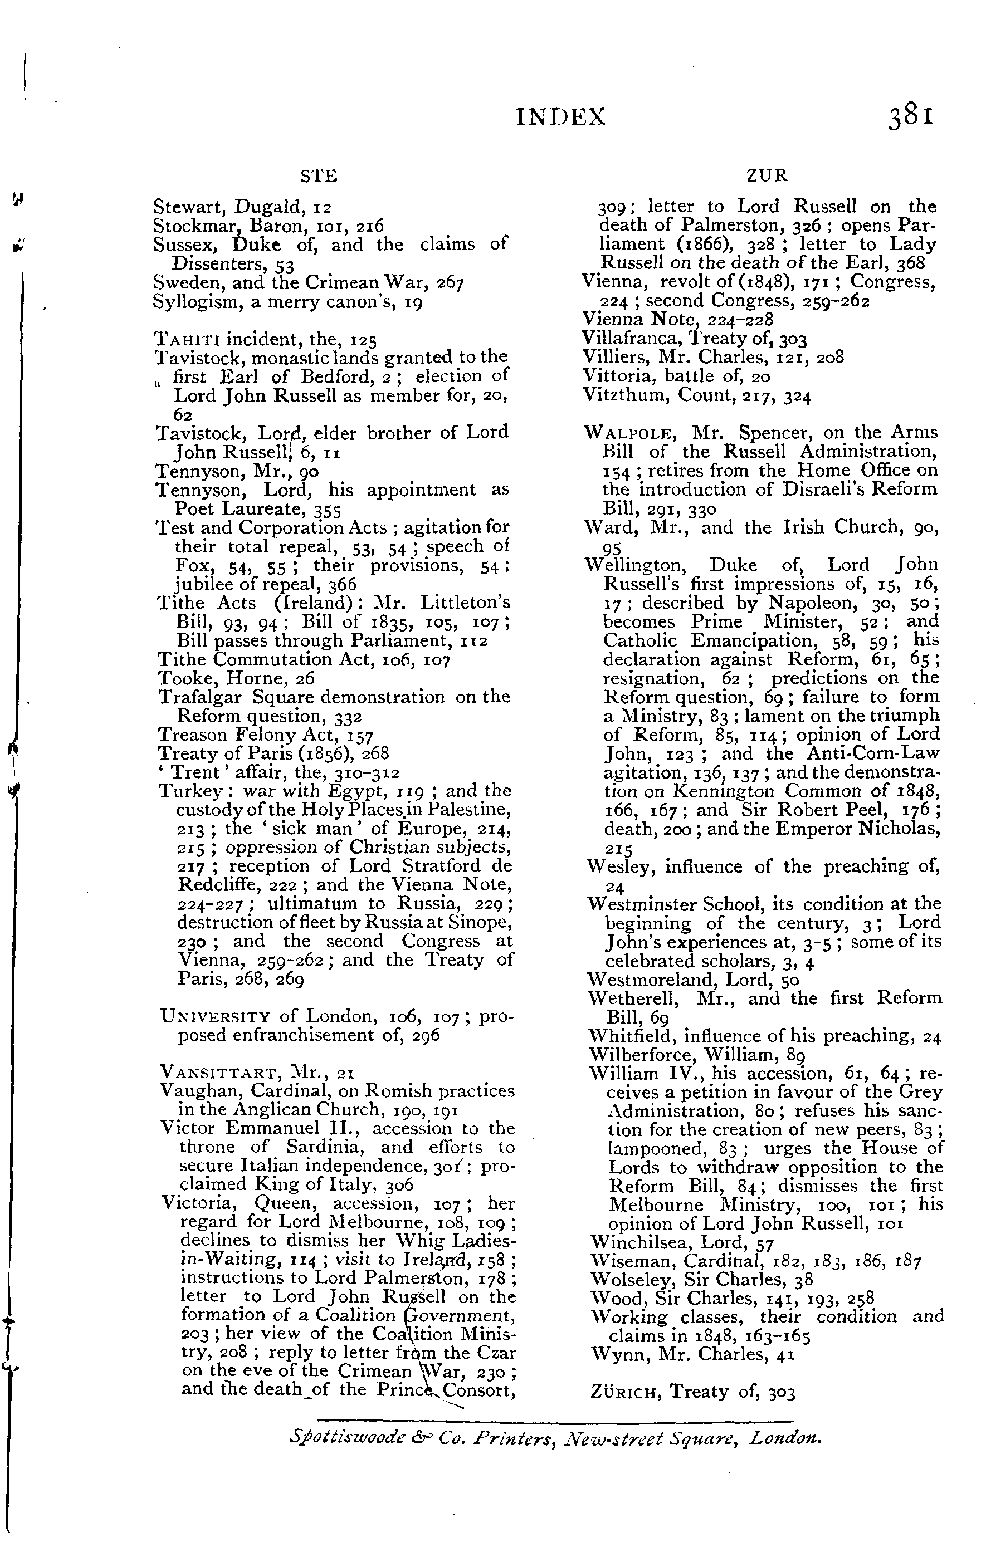 INDEX 381
STE
Stewart, Dugald, 12
Stockmar, Baron, 101, 216
Sussex, Duke of, and the claims of
Dissenters, 53
Sweden, and the Crimean War, 267
Syllogism, a merry canon's, 19
TAHITI incident, the, 125
Tavistock, monastic lands granted to the
first Earl of Bedford, 2; election of
Lord John Russell as member for, 20,
62
Tavistock, Lord, elder brother of Lord
John Russell, 6, 11
Tennyson, Mr., 90
Tennyson, Lord, his appointment as
Poet Laureate, 355
Test and Corporation Acts; agitation for
their total repeal, 53, 54; speech of
Fox, 54, 55; their provisions, 54:
jubilee of repeal, 366
Tithe Acts (Ireland): Mr. Littleton's
Bill, 93, 94; Bill of 1835, 105, 107;
Bill passes through Parliament, 112
Tithe Commutation Act, 106, 107
Tooke, Horne, 26
Trafalgar Square demonstration on the
Reform question, 332
Treason Felony Act, 157
Treaty of Paris (1856), 268
'Trent' affair, the, 310-312
Turkey: war with Egypt, 119; and the
custody of the Holy Places in Palestine,
213; the 'sick man' of Europe, 214,
215; oppression of Christian subjects,
217; reception of Lord Stratford de
Redcliffe, 222; and the Vienna Note,
224-227; ultimatum to Russia, 229;
destruction of fleet by Russia at Sinope,
230; and the second Congress at
Vienna, 259-262; and the Treaty of
Paris, 268, 269
UNIVERSITY of London, 106, 107; pro-
posed enfranchisement of, 296
VANSITTART, Mr., 21
Vaughan, Cardinal, on Romish practices
in the Anglican Church, 190, 191
Victor Emmanuel II., accession to the
throne of Sardinia, and efforts to
secure Italian independence, 301; pro-
claimed King of Italy, 306
Victoria, Queen, accession, 107; her
regard for Lord Melbourne, 108, 109;
declines to dismiss her Whig Ladies-
in-Waiting, 114; visit to Ireland, 158;
instructions to Lord Palmerston, 178;
letter to Lord John Russell on the
formation of a Coalition Government,
203; her view of the Coalition Minis-
try, 208; reply to letter from the Czar
on the eve of the Crimean War, 230;
and the death of the Prince Consort,
ZUR
309; letter to Lord Russell on the
death of Palmerston, 326; opens Par-
liament (1866), 328; letter to Lady
Russell on the death of the Earl, 368
Vienna, revolt of (1848), 171; Congress,
224; second Congress, 259-262
Vienna Note, 224-228
Villafranca, Treaty of, 303
Villiers, Mr. Charles, 121, 208
Vittoria, battle of, 20
Vitzthum, Count, 217, 324
WALPOLE, Mr. Spencer, on the Arms
Bill of the Russell Administration,
154; retires from the Home Office on
the introduction of Disraeli's Reform
Bill, 291, 330
Ward, Mr., and the Irish Church, 90,
95
Wellington, Duke of, Lord John
Russell's first impressions of, 15, 16,
17; described by Napoleon, 30, 50;
becomes Prime Minister, 52; and
Catholic Emancipation, 58, 59; his
declaration against Reform, 61, 65;
resignation, 62; predictions on the
Reform question, 69; failure to form
a Ministry, 83; lament on the triumph
of Reform, 85, 114; opinion of Lord
John, 123; and the Anti-Corn-Law
agitation, 136, 137; and the demonstra-
tion on Kennington Common of 1848,
166, 167; and Sir Robert Peel, 176;
death, 200; and the Emperor Nicholas,
215
Wesley, influence of the preaching of,
24
Westminster School, its condition at the
beginning of the century, 3; Lord
John's experiences at, 3-5; some of its
celebrated scholars, 3, 4
Westmoreland, Lord, 50
Wetherell, Mr., and the first Reform
Bill, 69
Whitfield, influence of his preaching, 24
Wilberforce, William, 89
William IV., his accession, 61, 64; re-
ceives a petition in favour of the Grey
Administration, 80; refuses his sanc-
tion for the creation of new peers, 83;
lampooned, 83; urges the House of
Lords to withdraw opposition to the
Reform Bill, 84; dismisses the first
Melbourne Ministry, 100, 101; his
opinion of Lord John Russell, 101
Winchilsea, Lord, 57
Wiseman, Cardinal, 182, 183, 186, 187
Wolseley, Sir Charles, 38
Wood, Sir Charles, 141, 193, 258
Working classes, their condition and
claims in 1848, 163-165
Wynn, Mr. Charles, 41
ZÜRICH, Treaty of, 303
Spottiswoode & Co. Printers, New-street Square, London.